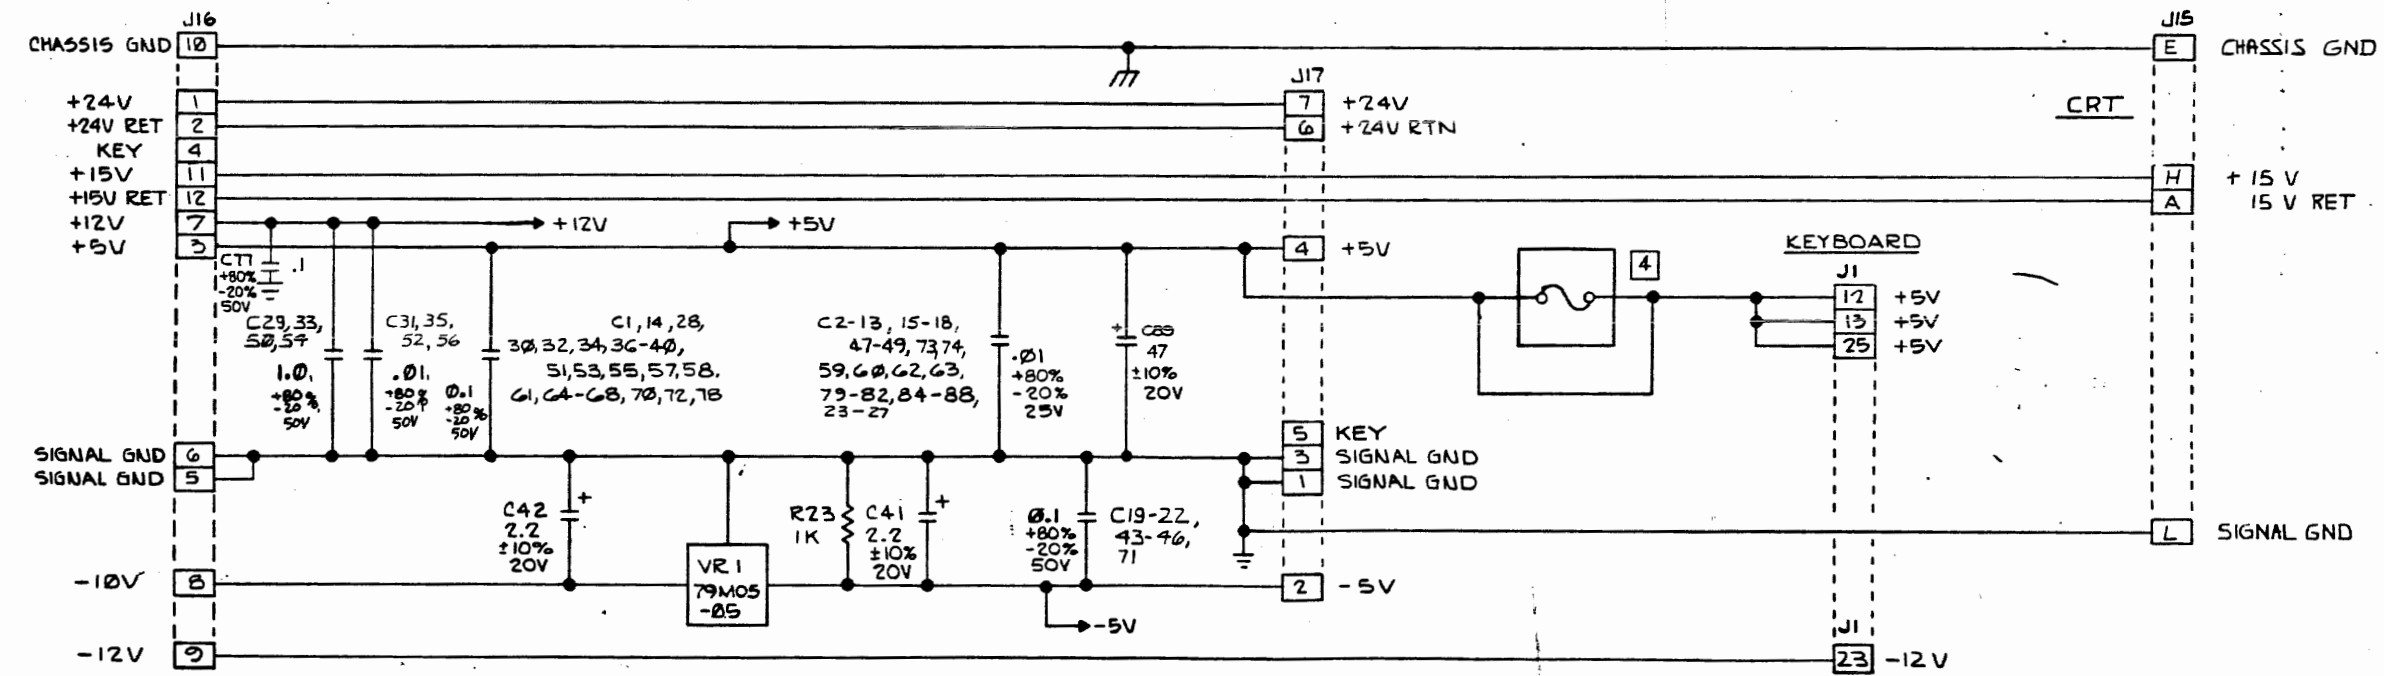 J16
CHASSIS GND 10
+24V 1
+24V RET 2
KEY 4
+15V 11
+15V RET 12
+12V 7
+5V 3
SIGNAL GND 6
SIGNAL GND 5
-10V 8
-12V 9
+12V
+5V
C77 .1
+80%
-20%
50V
C29,33,
50,54
1.0
+80%
-20%
50V
C31,35,
52,56
.01
+80%
-20%
50V
C1,14,28,
30,32,34,36-40,
51,53,55,57,58.
61,64-68,70,72,78
0.1
+80%
-20%
50V
C2-13, 15-18,
47-49, 73,74,
59,60,62,63,
79-82,84-88,
23-27
.01
+80%
-20%
25V
+ C89
47
±10%
20V
C42 +
2.2
±10%
20V
VR1
79M05
-05
R23
1K
C41 +
2.2
±10%
20V
0.1
+80%
-20%
50V
C19-22,
43-46,
71
-5V
J17
7 +24V
6 +24V RTN
4 +5V
5 KEY
3 SIGNAL GND
1 SIGNAL GND
2 -5V
4
KEYBOARD
J1
12 +5V
13 +5V
25 +5V
J1
23 -12V
CRT
J15
E CHASSIS GND
H +15 V
A 15 V RET
L SIGNAL GND